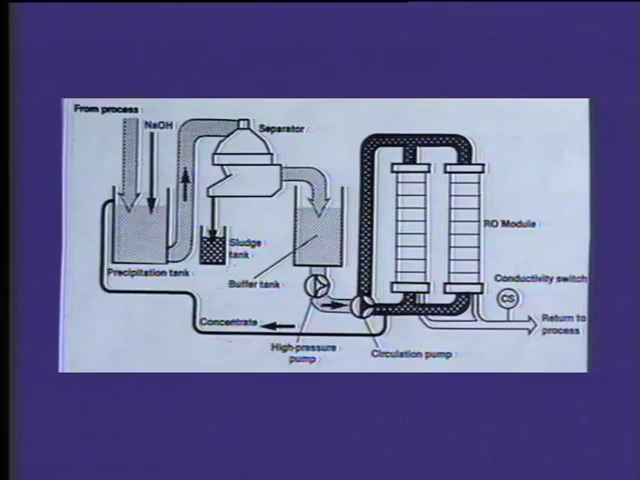 From process
NaOH
Separator
RO Module
Sludge
tank
Precipitation tank
Buffer tank
Conductivity switch
CS
Concentrate
Return to
process
High-pressure
pump
Circulation pump